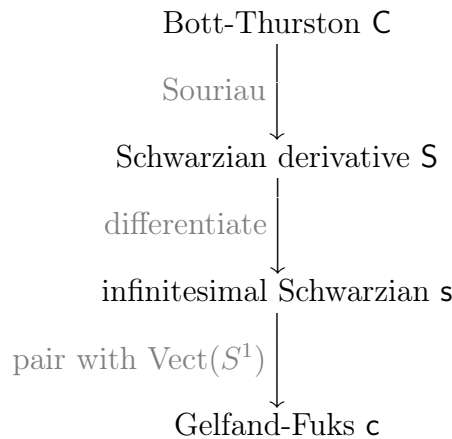 Bott-Thurston C
Souriau
Schwarzian derivative S
differentiate
infinitesimal Schwarzian s
pair with Vect(S¹)
Gelfand-Fuks c